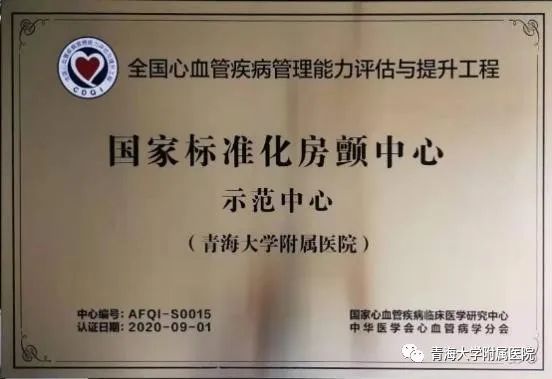 全国心血管疾病管理能力评估与提升工程
CDQI
国家标准化房颤中心
示范中心
（青海大学附属医院）
中心编号：AFQI-S0015
认证日期：2020-09-01
国家心血管疾病临床医学研究中心
中华医学会心血管病学分会
青海大学附属医院